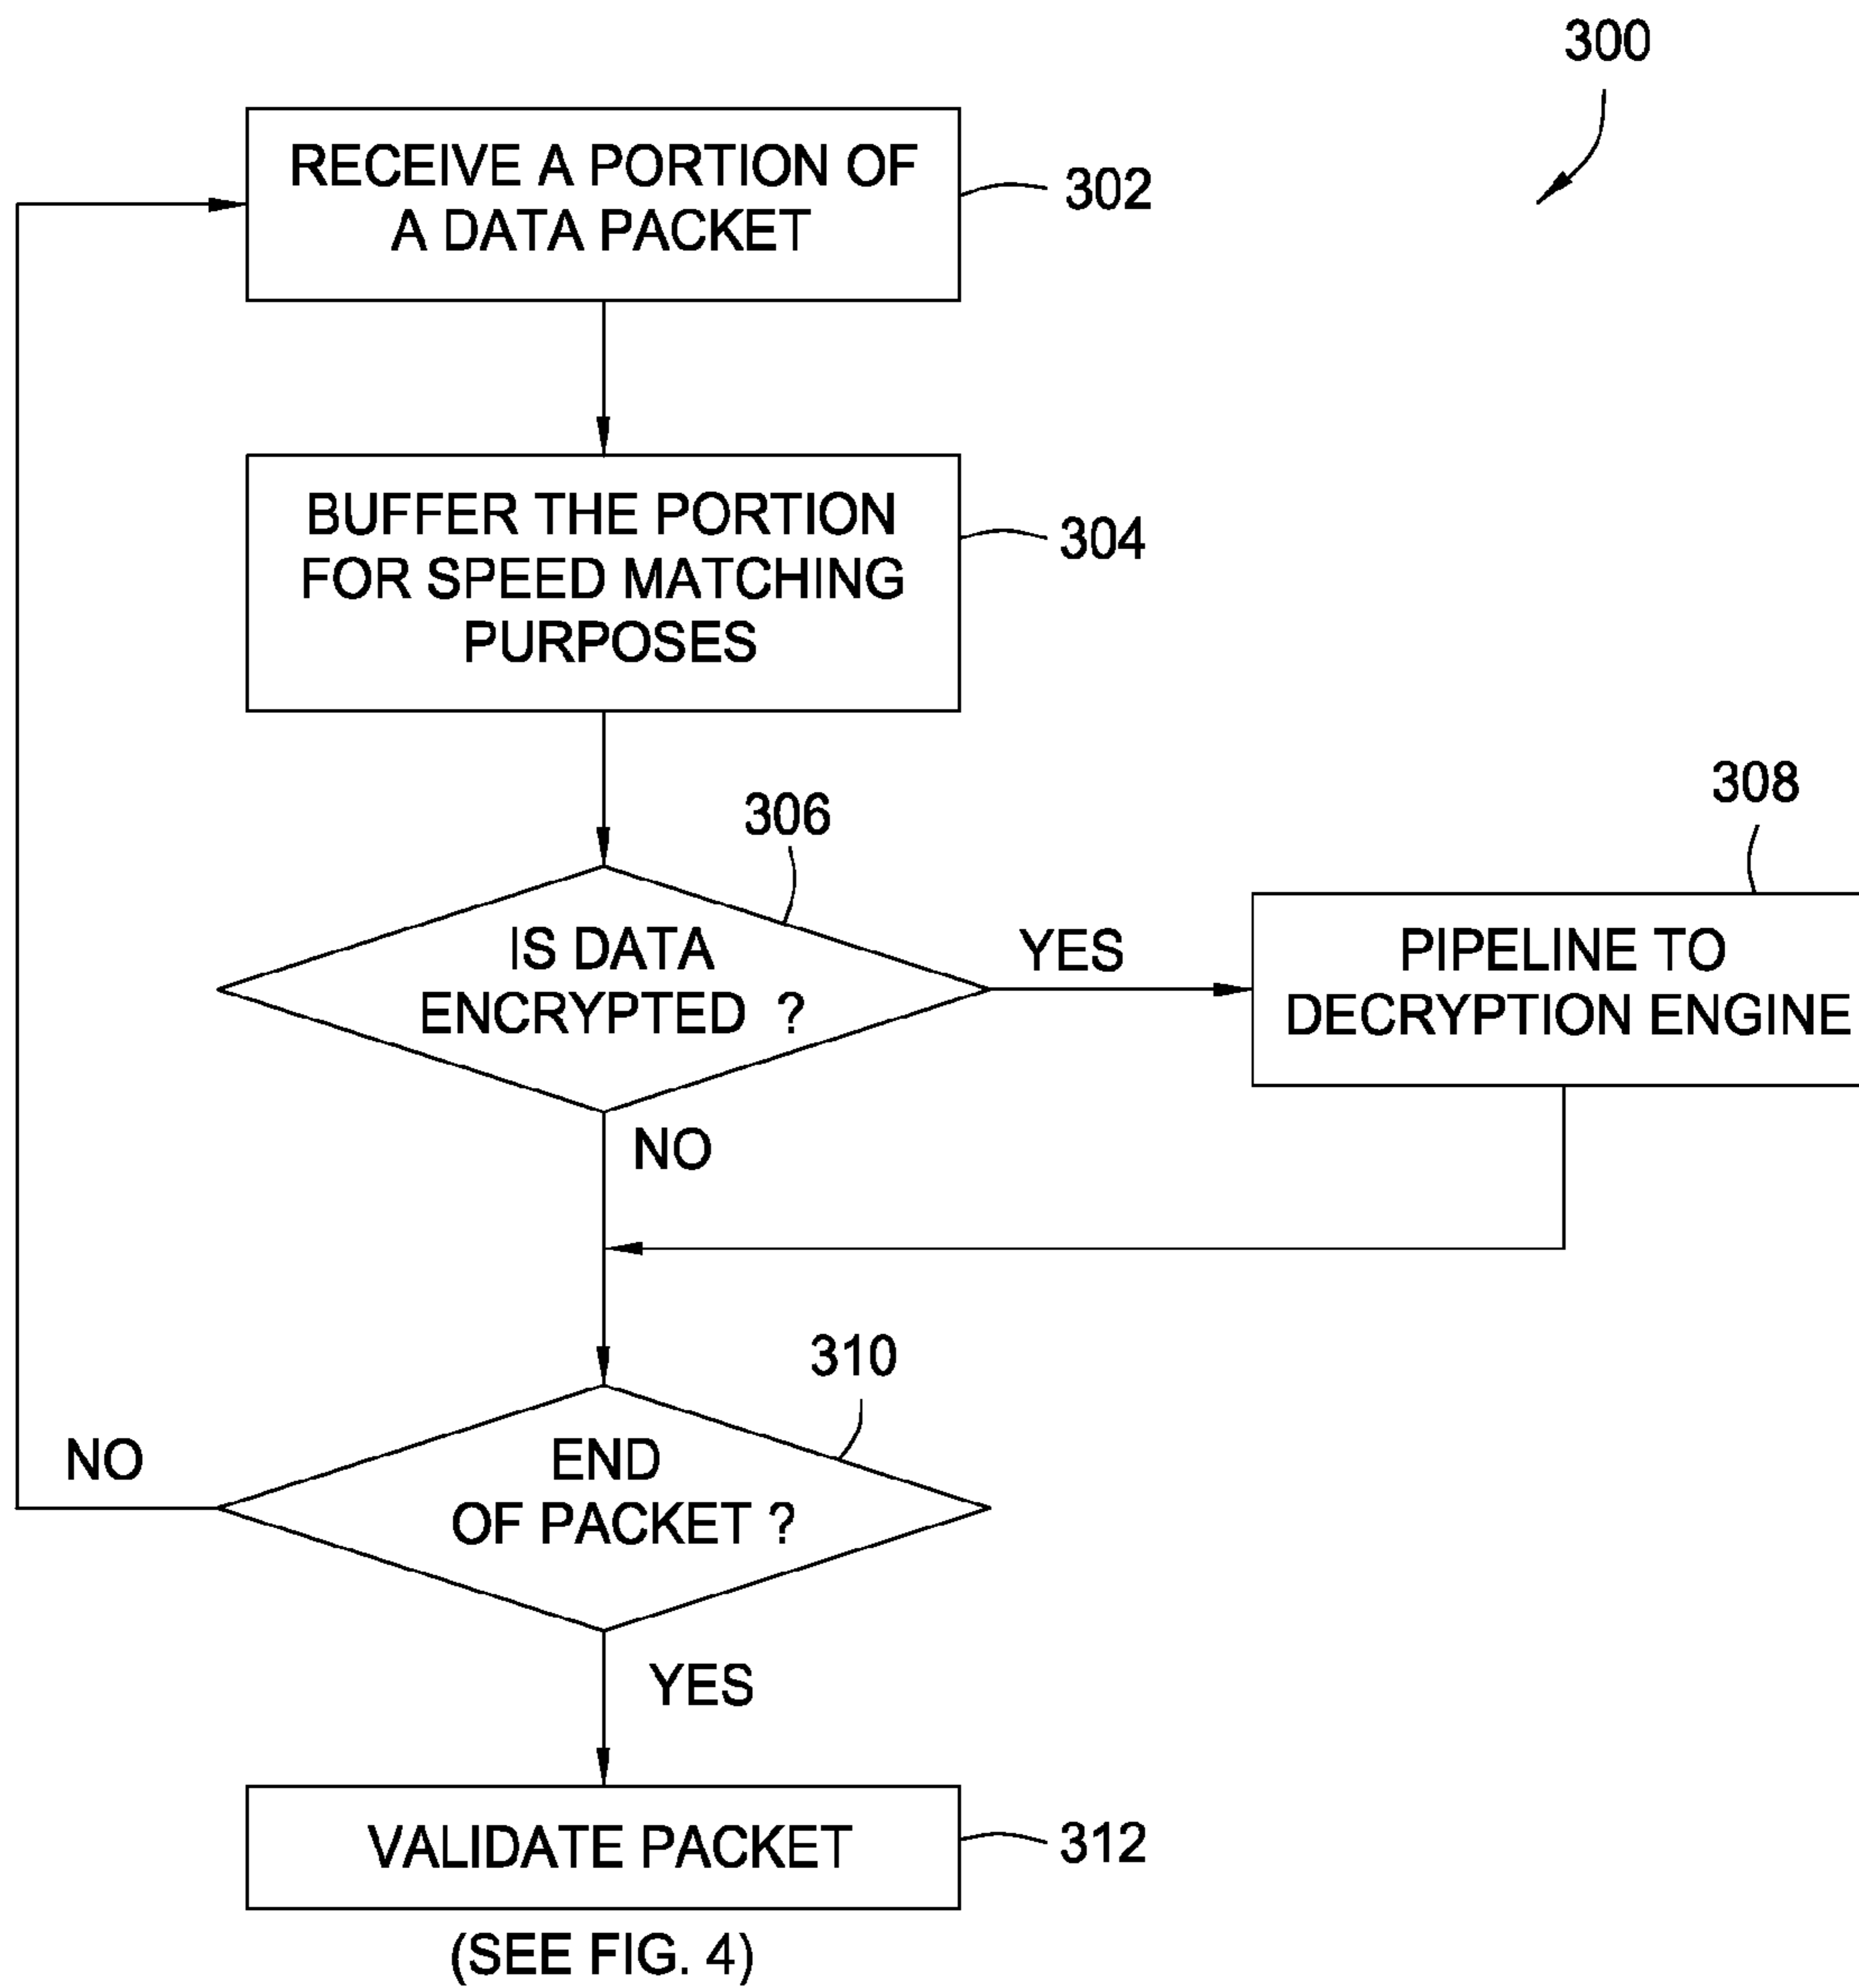 300
RECEIVE A PORTION OF
A DATA PACKET
302
BUFFER THE PORTION
FOR SPEED MATCHING
PURPOSES
304
306
IS DATA
ENCRYPTED ?
YES
308
PIPELINE TO
DECRYPTION ENGINE
NO
310
END
OF PACKET ?
NO
YES
VALIDATE PACKET
312
(SEE FIG. 4)